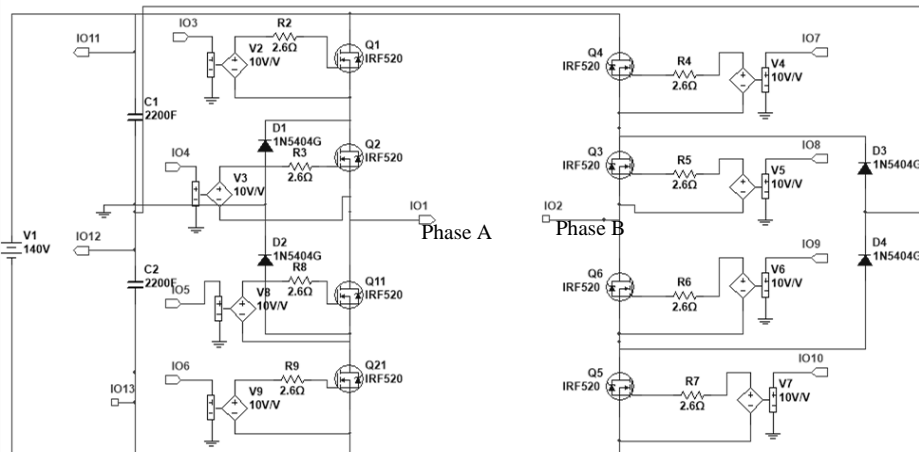 IO3
R2
2.6Ω
V2
10V/V
Q1
IRF520
IO11
C1
2200F
D1
1N5404G
IO4
R3
2.6Ω
V3
10V/V
Q2
IRF520
IO1
Phase A
V1
140V
IO12
C2
2200F
D2
1N5404G
IO5
R8
2.6Ω
V8
10V/V
Q11
IRF520
IO6
R9
2.6Ω
V9
10V/V
Q21
IRF520
IO13
Q4
IRF520
R4
2.6Ω
V4
10V/V
IO7
Q3
IRF520
R5
2.6Ω
V5
10V/V
IO8
D3
1N5404G
IO2
Phase B
Q6
IRF520
R6
2.6Ω
V6
10V/V
IO9
D4
1N5404G
Q5
IRF520
R7
2.6Ω
V7
10V/V
IO10